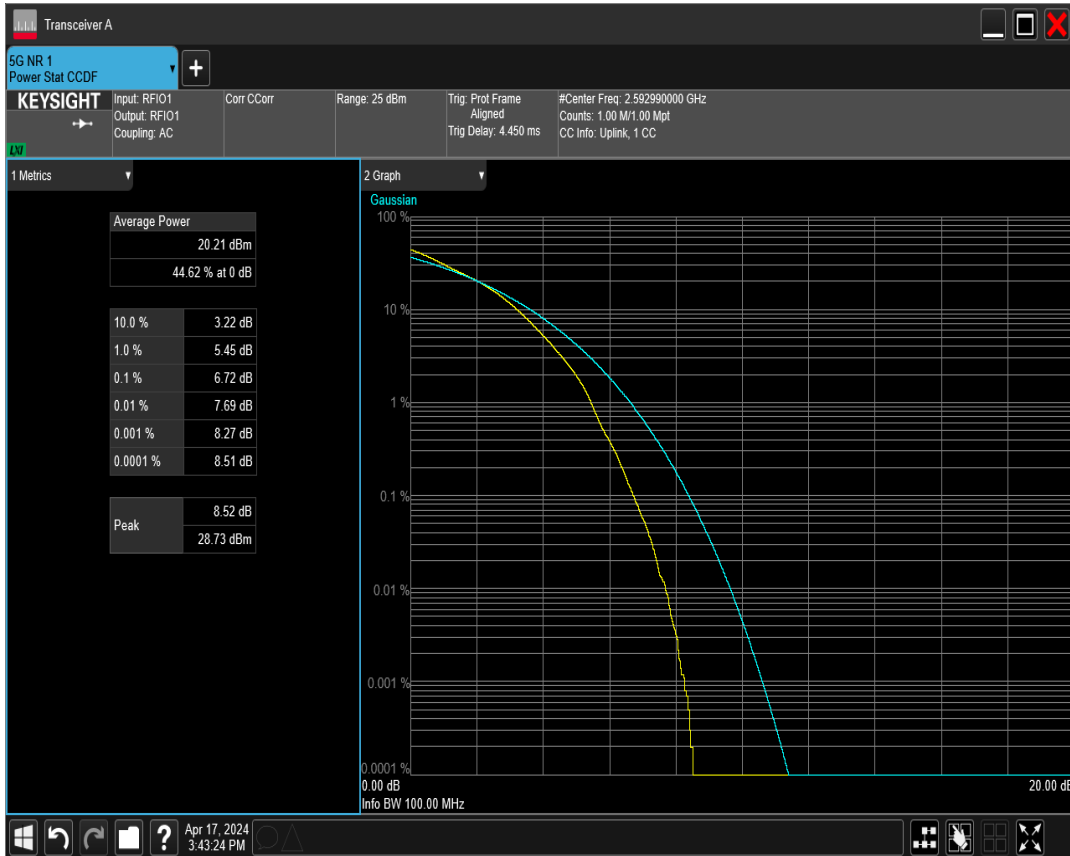 Transceiver A
5G NR 1
Power Stat CCDF
KEYSIGHT
LXI
Input: RFIO1
Output: RFIO1
Coupling: AC
Corr CCorr
Range: 25 dBm
Trig: Prot Frame
Aligned
Trig Delay: 4.450 ms
#Center Freq: 2.592990000 GHz
Counts: 1.00 M/1.00 Mpt
CC Info: Uplink, 1 CC
1 Metrics
Average Power
20.21 dBm
44.62 % at 0 dB
10.0 % 3.22 dB
1.0 % 5.45 dB
0.1 % 6.72 dB
0.01 % 7.69 dB
0.001 % 8.27 dB
0.0001 % 8.51 dB
Peak
8.52 dB
28.73 dBm
2 Graph
Gaussian
100 %
10 %
1 %
0.1 %
0.01 %
0.001 %
0.0001 %
0.00 dB 20.00 dB
Info BW 100.00 MHz
?
Apr 17, 2024
3:43:24 PM